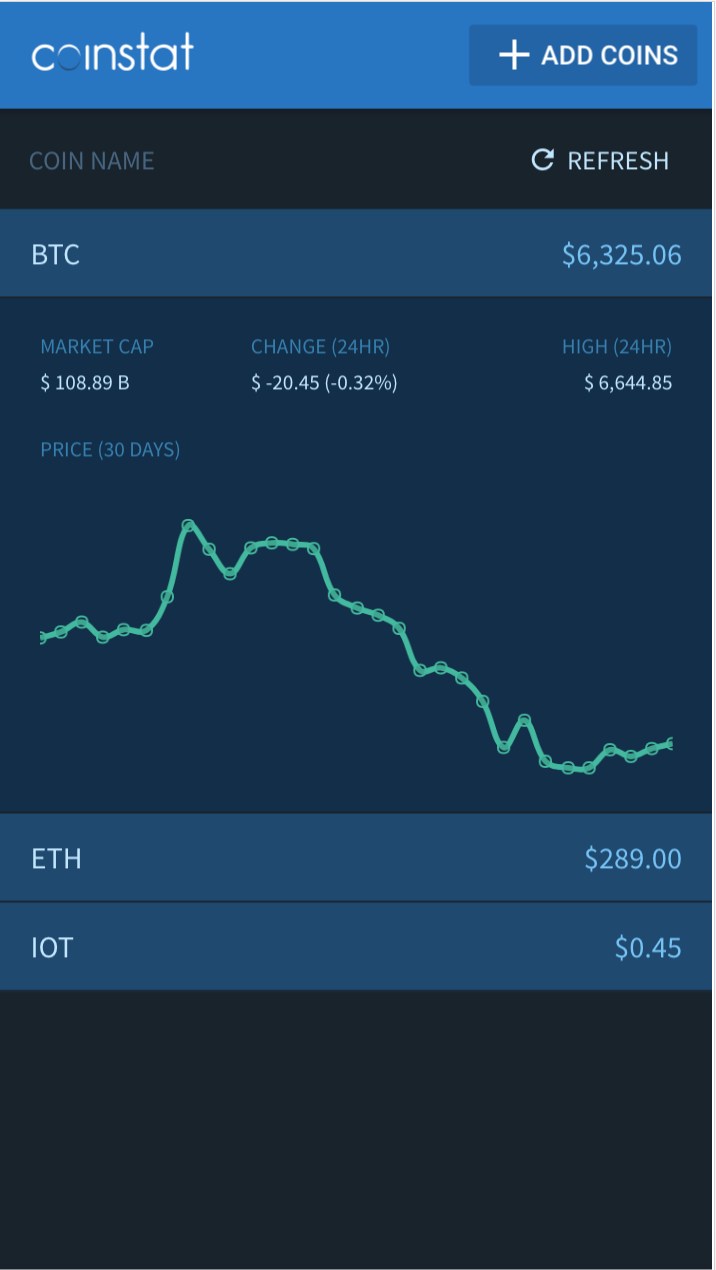 coinstat
ADD COINS
COIN NAME
REFRESH
BTC
$6,325.06
MARKET CAP
CHANGE (24HR)
HIGH (24HR)
$ 108.89 B
$ -20.45 (-0.32%)
$ 6,644.85
PRICE (30 DAYS)
ETH
$289.00
IOT
$0.45